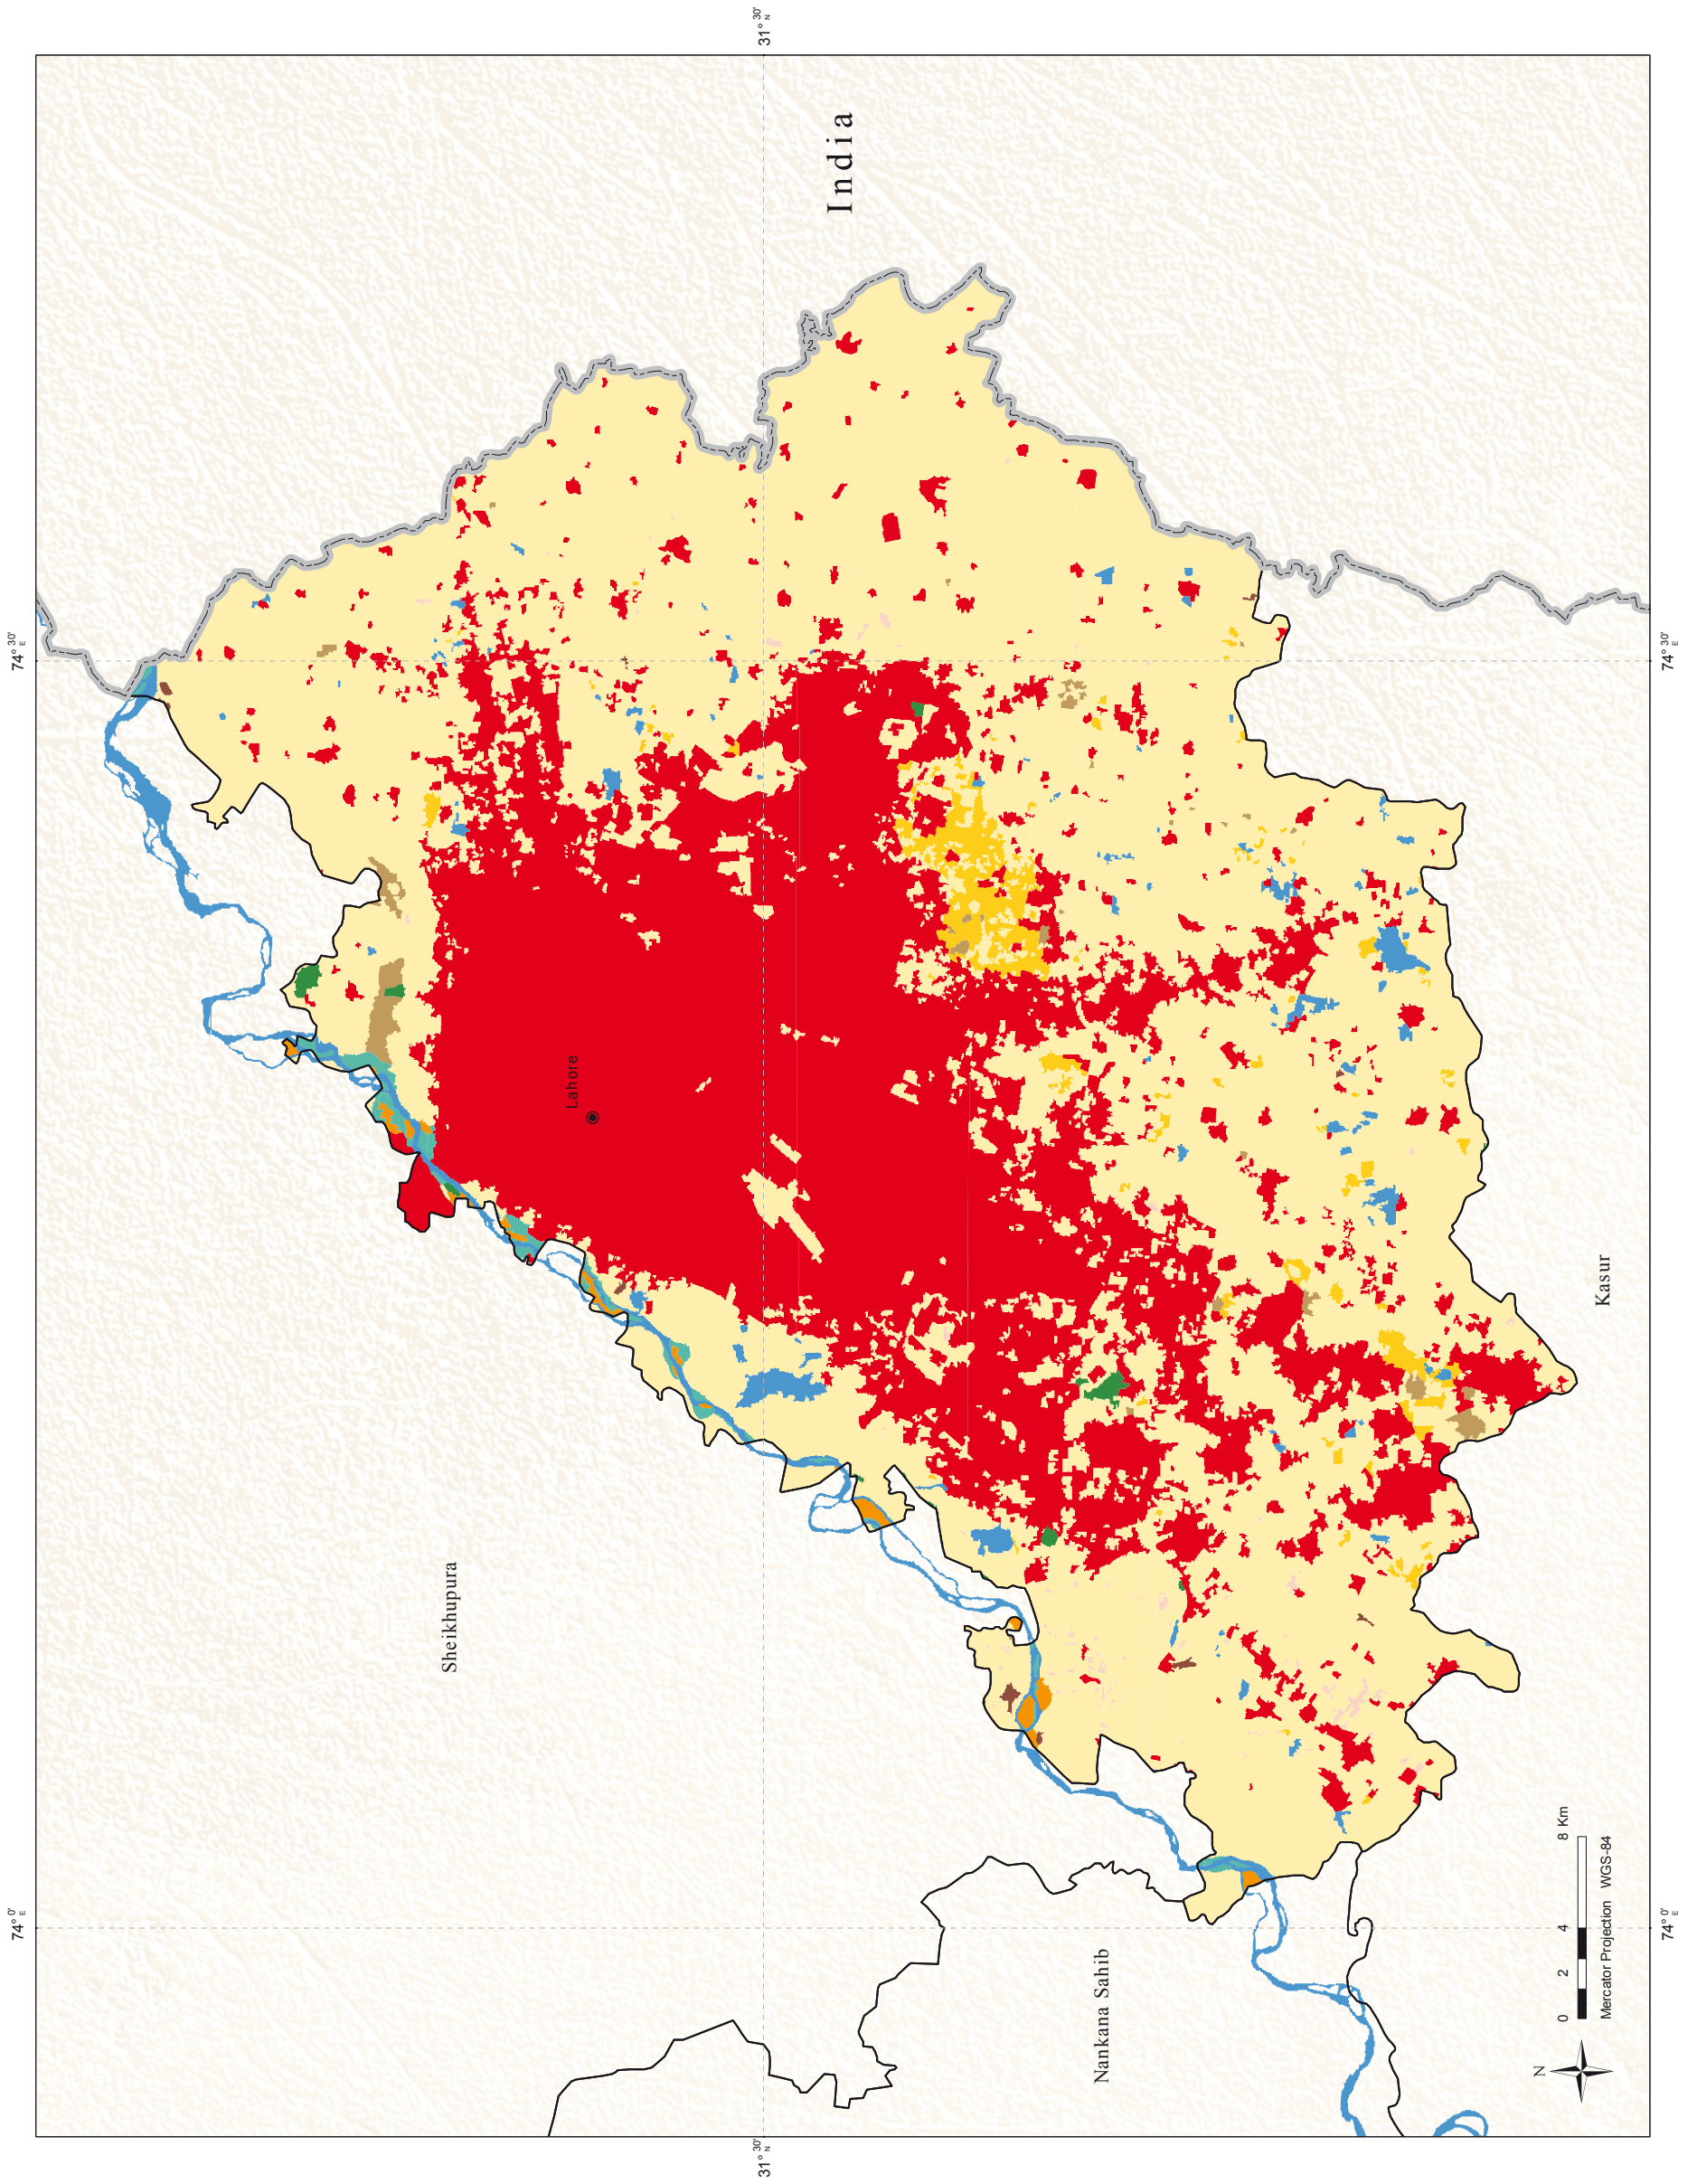 31° 30' N
India
74° 30' E
74° 30' E
Lahore
Kasur
Sheikhupura
Nankana Sahib
74° 0' E
74° 0' E
0 2 4 8 Km
Mercator Projection WGS-84
N
31° 30' N